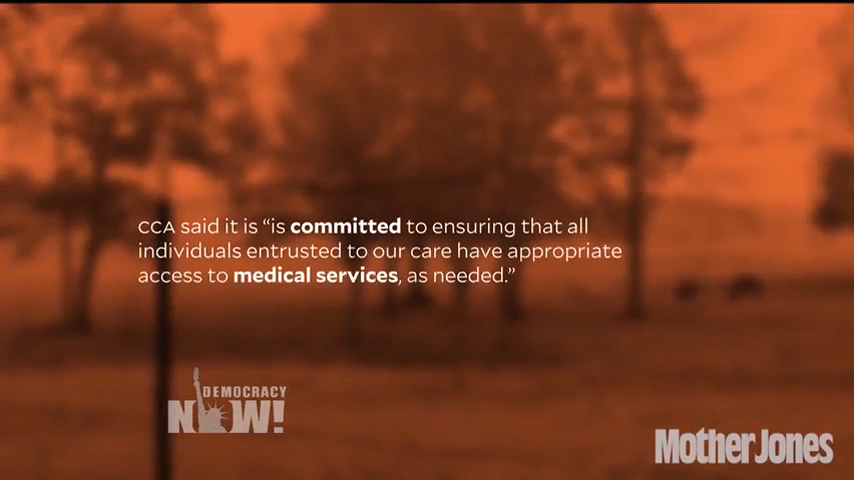 CCA said it is “is committed to ensuring that all
individuals entrusted to our care have appropriate
access to medical services, as needed.”
DEMOCRACY
NOW!
Mother Jones